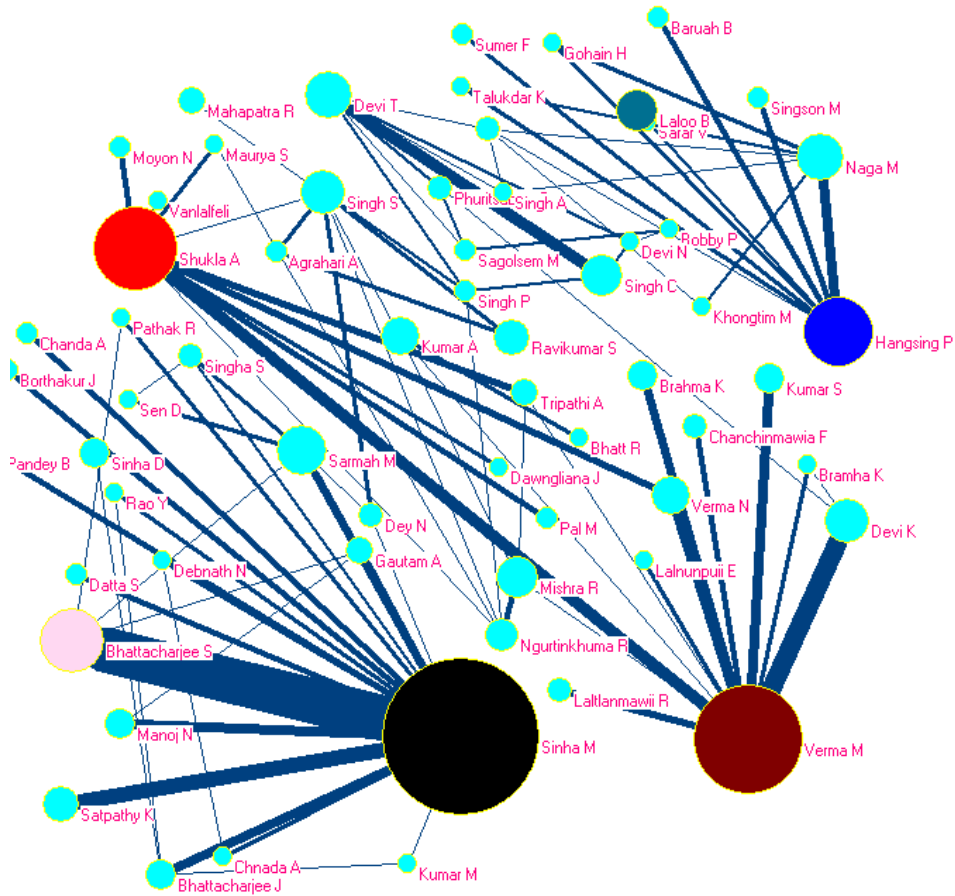 Baruah B
Sumer F
Gohain H
Talukdar K
Devi T
Mahapatra R
Laloo B
Singson M
Naga M
Moyon N
Maurya S
Vanlalfeli
Singh S
Singh A
Shukla A
Agrahari A
Sagolsem M
Devi N
Robby P
Singh C
Singh P
Khongtim M
Hangsing P
Pathak R
Chanda A
Kumar A
Ravikumar S
Singha S
Borthakur J
Brahma K
Kumar S
Sen D
Tripathi A
Bhatt R
Chanchinmawia F
Pandey B
Sinha D
Sarmah M
Dawngliana J
Bramha K
Rao Y
Verma N
Devi K
Dey N
Pal M
Debnath N
Gautam A
Lalnunpuii E
Datta S
Mishra R
Bhattacharjee S
Ngurtinkhuma R
Laltlanmawii R
Manoj N
Sinha M
Verma M
Satpathy K
Chnada A
Kumar M
Bhattacharjee J